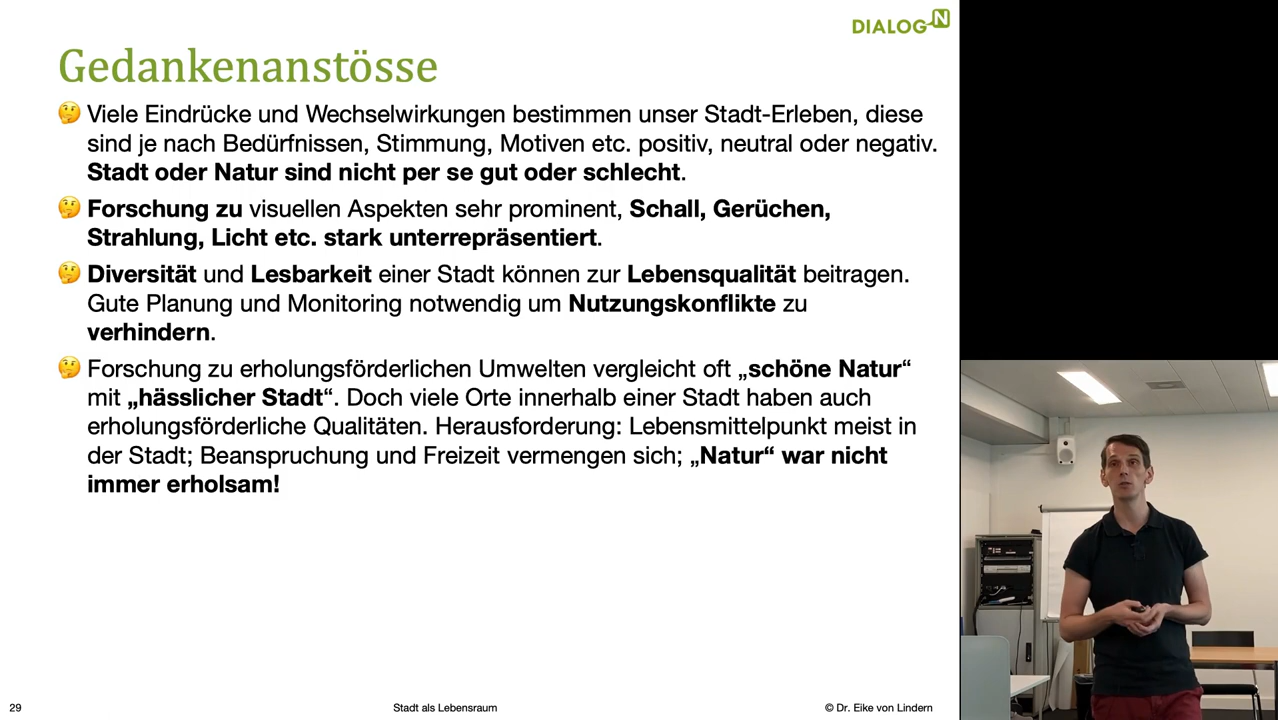 DIALOG N
Gedankenanstösse
🤔 Viele Eindrücke und Wechselwirkungen bestimmen unser Stadt-Erleben, diese
sind je nach Bedürfnissen, Stimmung, Motiven etc. positiv, neutral oder negativ.
Stadt oder Natur sind nicht per se gut oder schlecht.
🤔 Forschung zu visuellen Aspekten sehr prominent, Schall, Gerüchen,
Strahlung, Licht etc. stark unterrepräsentiert.
🤔 Diversität und Lesbarkeit einer Stadt können zur Lebensqualität beitragen.
Gute Planung und Monitoring notwendig um Nutzungskonflikte zu
verhindern.
🤔 Forschung zu erholungsförderlichen Umwelten vergleicht oft „schöne Natur“
mit „hässlicher Stadt“. Doch viele Orte innerhalb einer Stadt haben auch
erholungsförderliche Qualitäten. Herausforderung: Lebensmittelpunkt meist in
der Stadt; Beanspruchung und Freizeit vermengen sich; „Natur“ war nicht
immer erholsam!
29
Stadt als Lebensraum
© Dr. Eike von Lindern